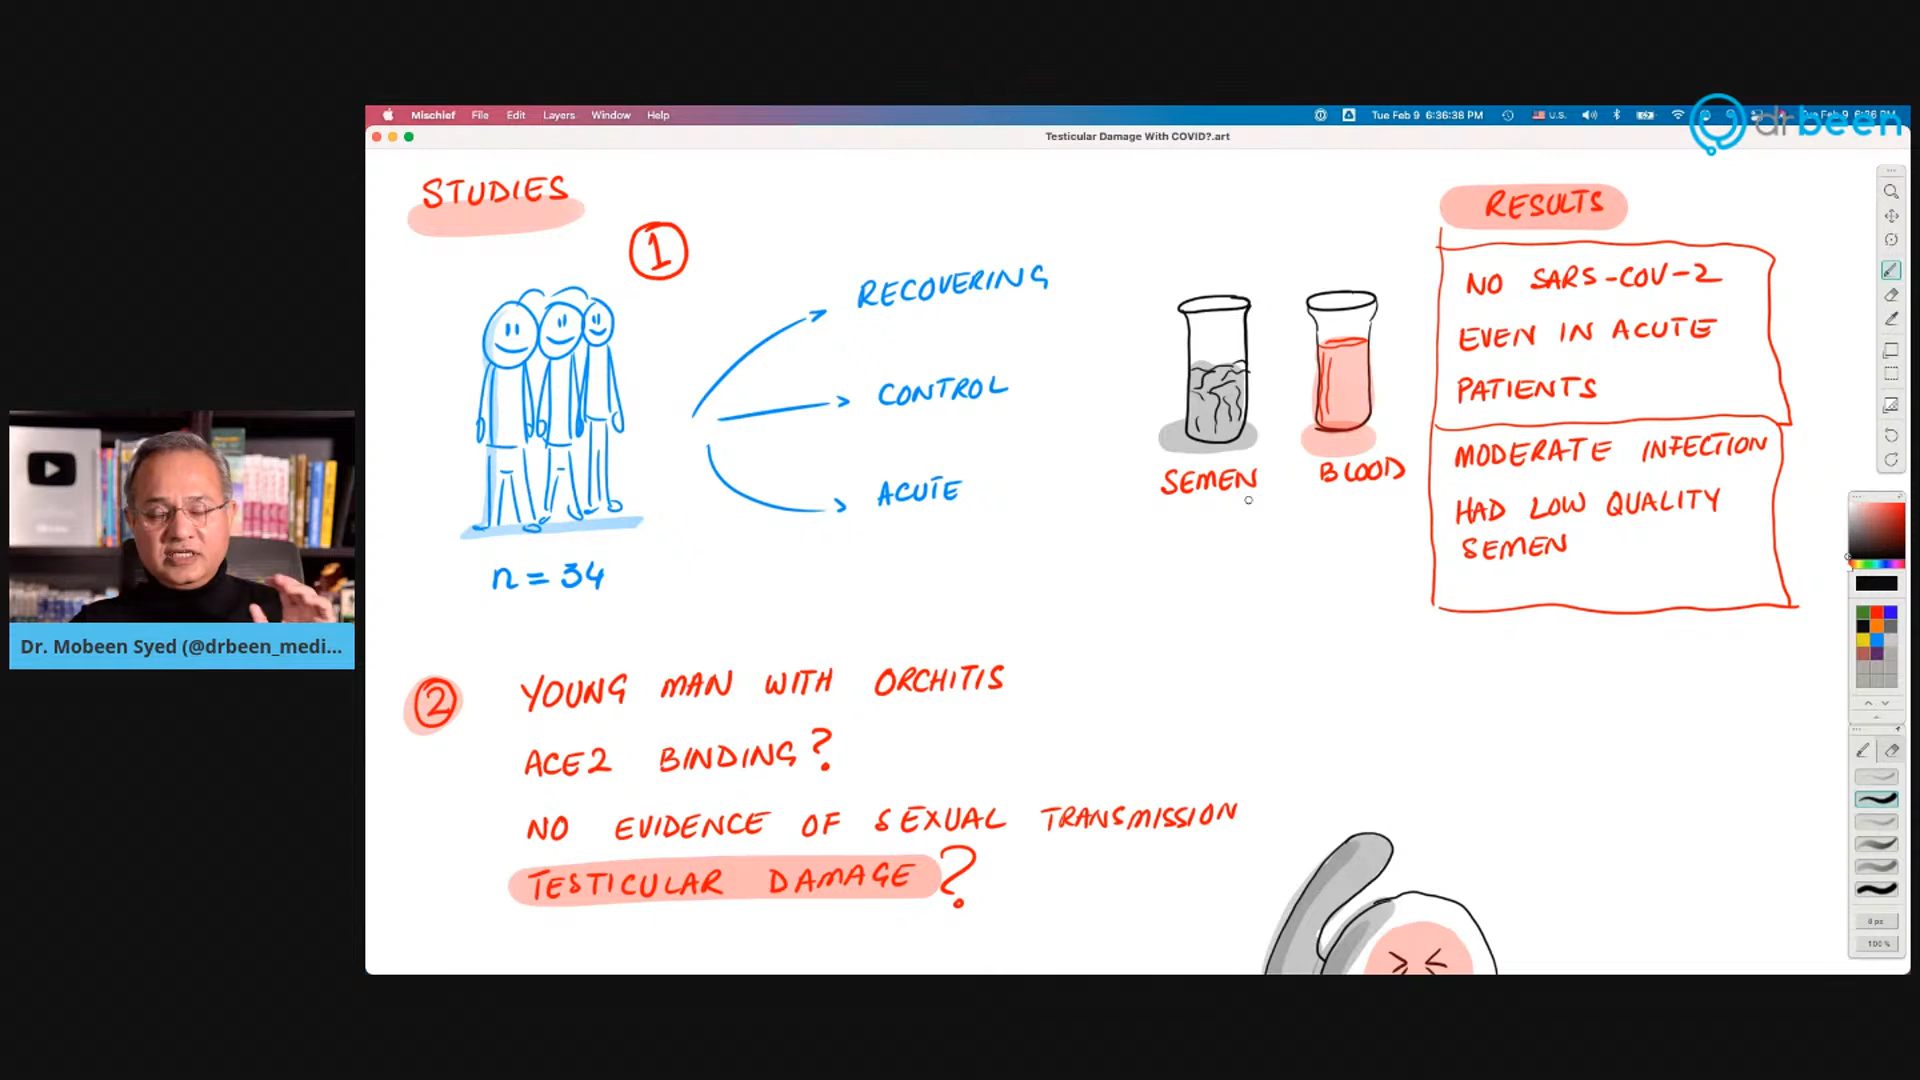 Mischief File Edit Layers Window Help
U.S. Tue Feb 9 6:36:38 PM
drbeen
Testicular Damage With COVID?.art
STUDIES
1
RECOVERING
CONTROL
ACUTE
n = 34
SEMEN
BLOOD
RESULTS
NO SARS-COV-2
EVEN IN ACUTE
PATIENTS
MODERATE INFECTION
HAD LOW QUALITY
SEMEN
Dr. Mobeen Syed (@drbeen_medi...
2
YOUNG MAN WITH ORCHITIS
ACE2 BINDING?
NO EVIDENCE OF SEXUAL TRANSMISSION
TESTICULAR DAMAGE?
100 %